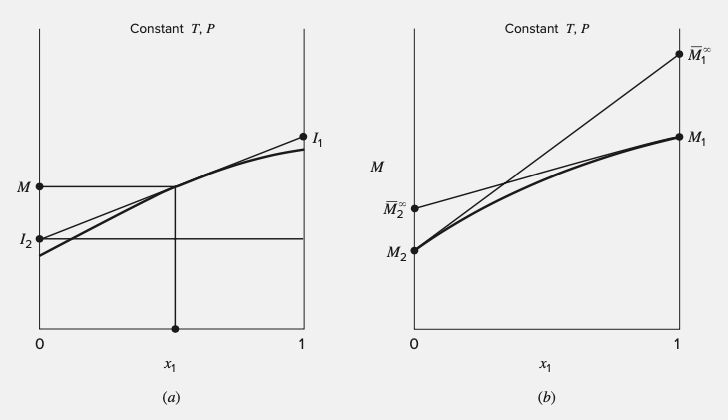 Constant T, P
I₁
M
I₂
0
1
x₁
(a)
Constant T, P
M̅₁^∞
M₁
M
M̅₂^∞
M₂
0
1
x₁
(b)